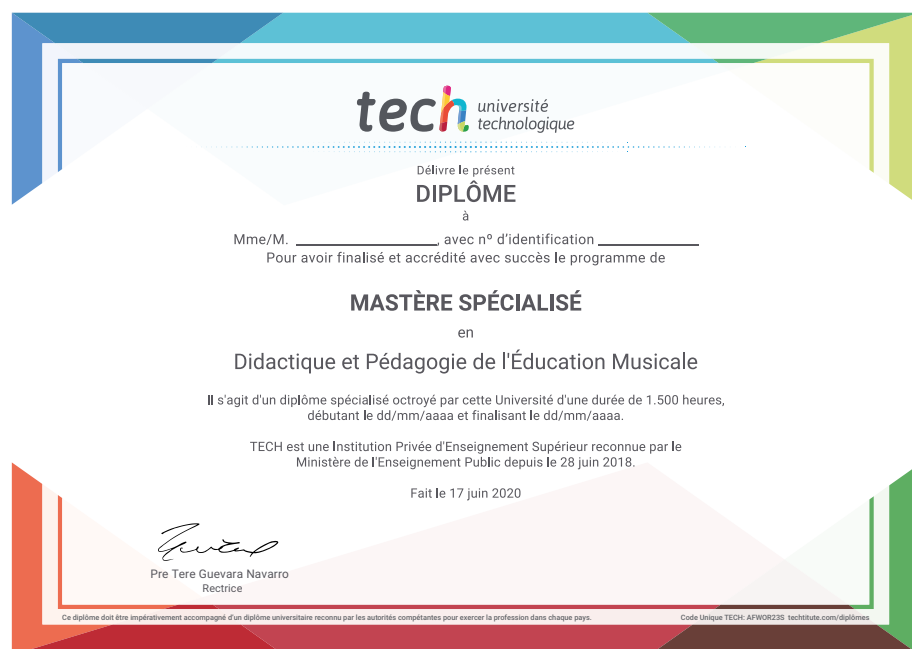 tech université
technologique
Délivre le présent
DIPLÔME
à
Mme/M. ____________________, avec nº d'identification ______________
Pour avoir finalisé et accrédité avec succès le programme de
MASTÈRE SPÉCIALISÉ
en
Didactique et Pédagogie de l'Éducation Musicale
Il s'agit d'un diplôme spécialisé octroyé par cette Université d'une durée de 1.500 heures,
débutant le dd/mm/aaaa et finalisant le dd/mm/aaaa.
TECH est une Institution Privée d'Enseignement Supérieur reconnue par le
Ministère de l'Enseignement Public depuis le 28 juin 2018.
Fait le 17 juin 2020
Pre Tere Guevara Navarro
Rectrice
Ce diplôme doit être impérativement accompagné d'un diplôme universitaire reconnu par les autorités compétantes pour exercer la profession dans chaque pays. Code Unique TECH: AFWOR23S techtitute.com/diplômes